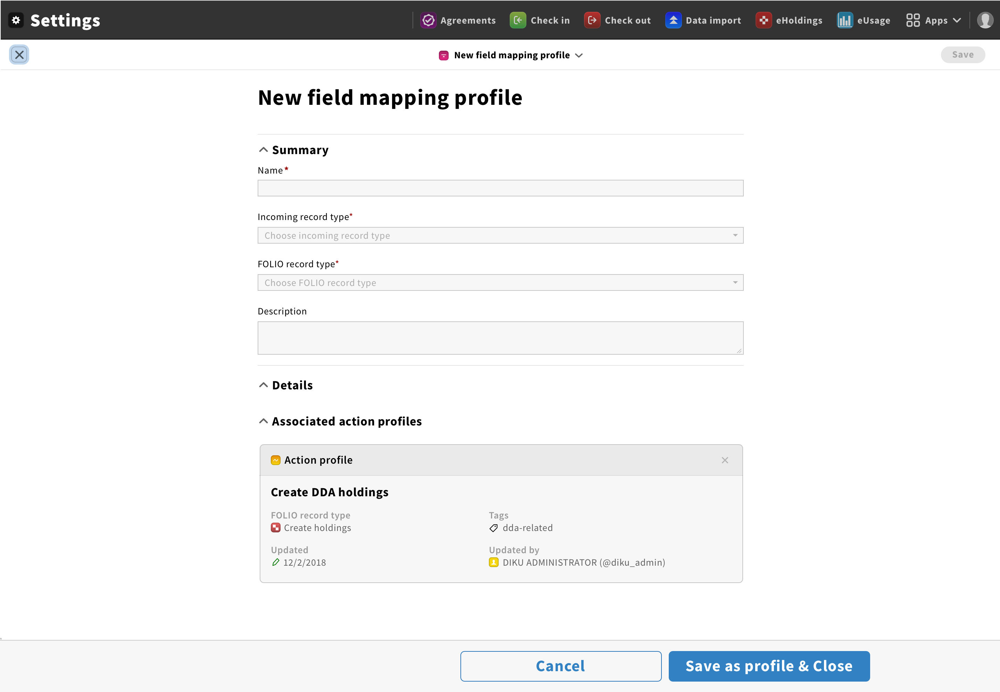 Settings
Agreements
Check in
Check out
Data import
eHoldings
eUsage
Apps
New field mapping profile
Save
New field mapping profile
Summary
Name*
Incoming record type*
Choose incoming record type
FOLIO record type*
Choose FOLIO record type
Description
Details
Associated action profiles
Action profile
Create DDA holdings
FOLIO record type
Create holdings
Tags
dda-related
Updated
12/2/2018
Updated by
DIKU ADMINISTRATOR (@diku_admin)
Cancel
Save as profile & Close